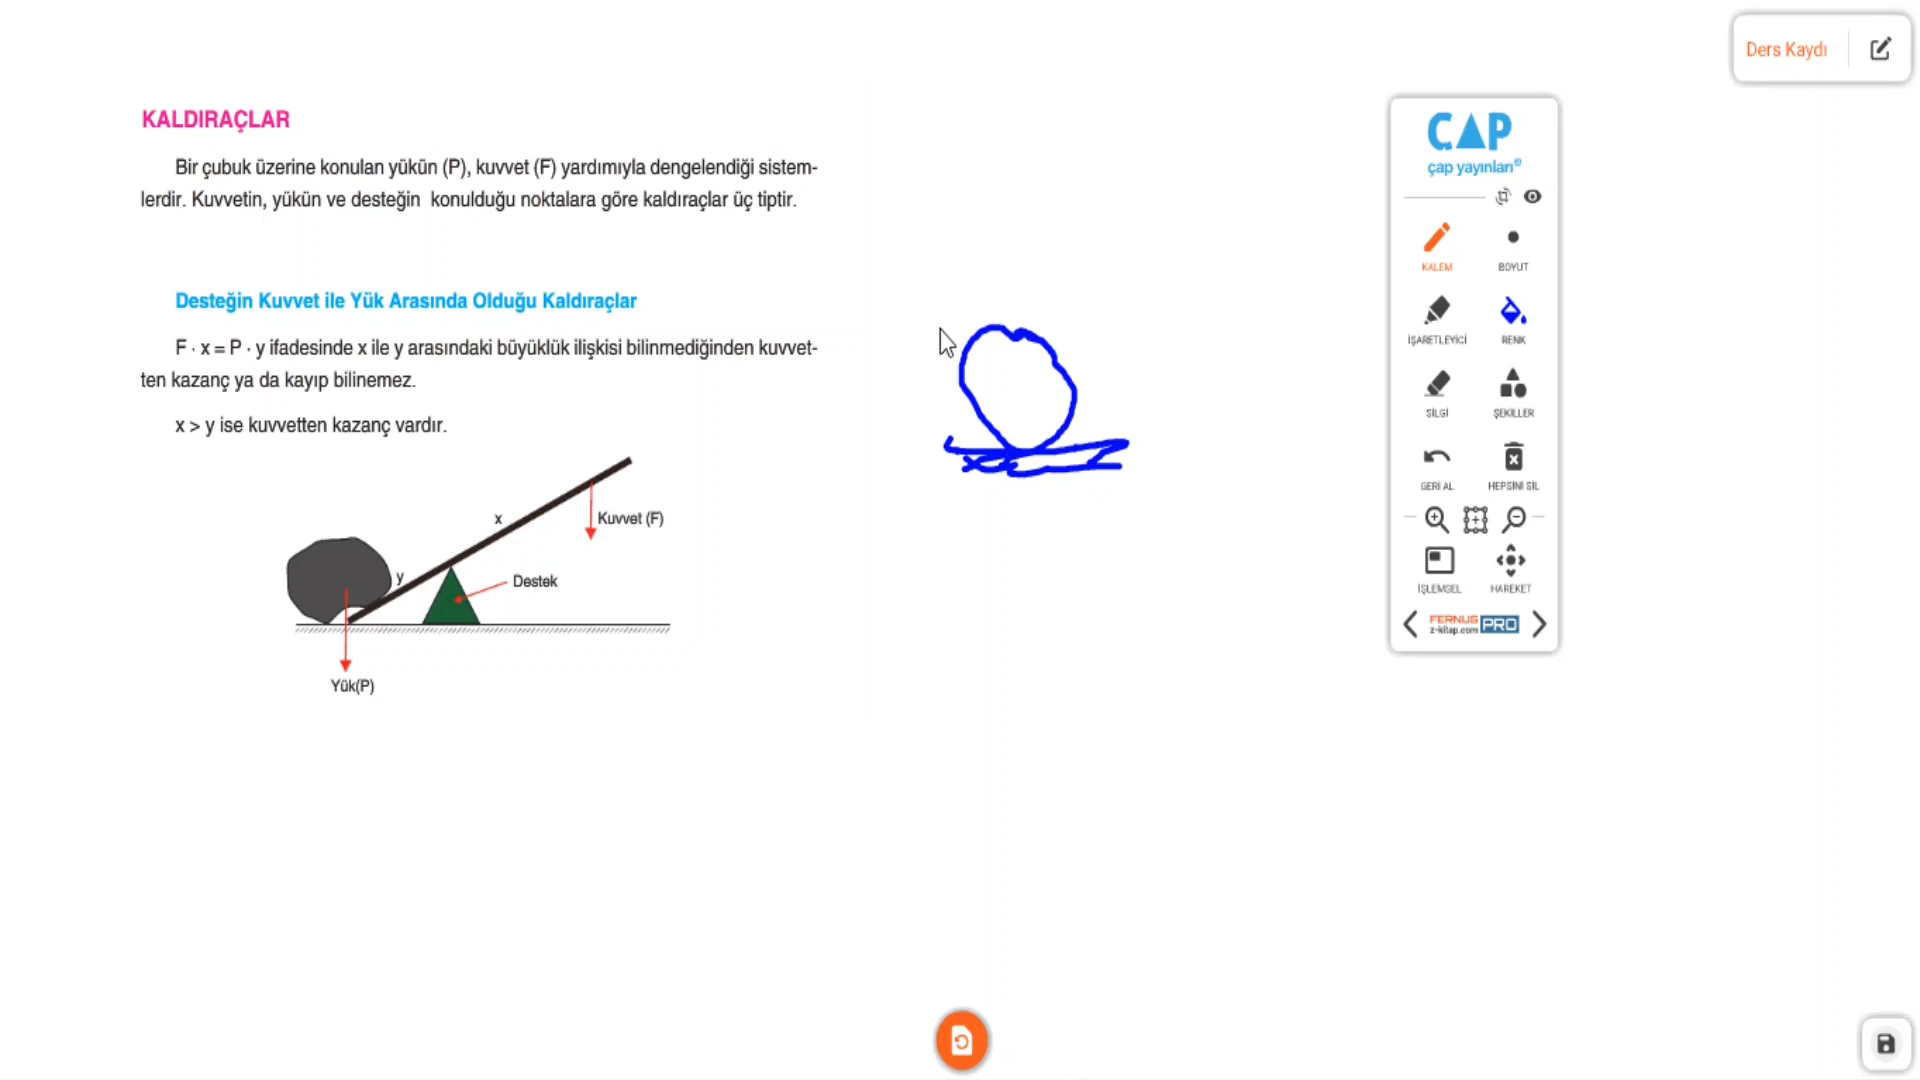 Ders Kaydı
KALDIRAÇLAR
Bir çubuk üzerine konulan yükün (P), kuvvet (F) yardımıyla dengelendiği sistem-
lerdir. Kuvvetin, yükün ve desteğin konulduğu noktalara göre kaldıraçlar üç tiptir.
Desteğin Kuvvet ile Yük Arasında Olduğu Kaldıraçlar
F · x = P · y ifadesinde x ile y arasındaki büyüklük ilişkisi bilinmediğinden kuvvet-
ten kazanç ya da kayıp bilinemez.
x > y ise kuvvetten kazanç vardır.
x
Kuvvet (F)
y
Destek
Yük(P)
ÇAP
çap yayınları®
KALEM
BOYUT
İŞARETLEYİCİ
RENK
SİLGİ
ŞEKİLLER
GERİ AL
HEPSİNİ SİL
İŞLEMSEL
HAREKET
FERNUS
z-kitap.com
PRO